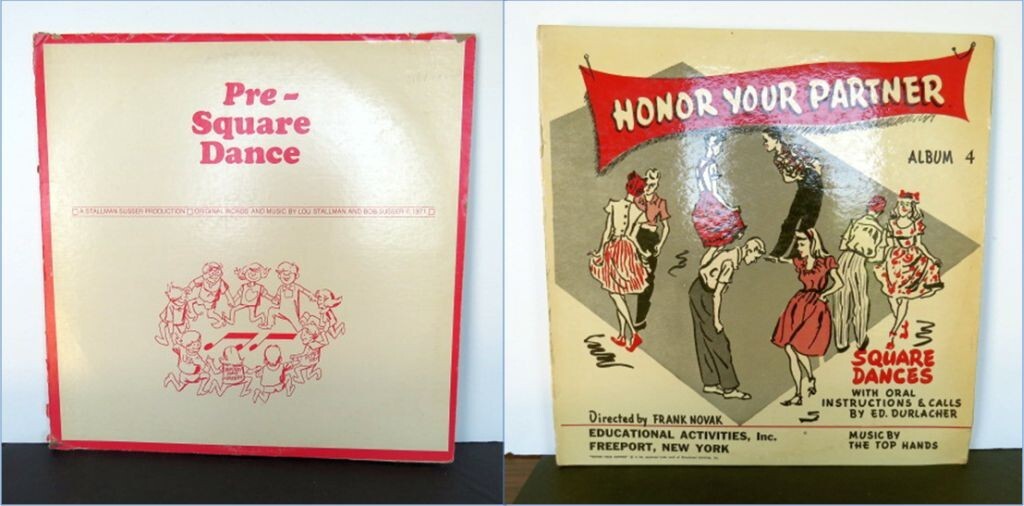 Pre-
Square
Dance
A STALLMAN-SUSSER PRODUCTION ORIGINAL WORDS AND MUSIC BY LOU STALLMAN AND BOB SUSSER © 1971
HONOR YOUR PARTNER
ALBUM 4
SQUARE
DANCES
WITH ORAL
INSTRUCTIONS & CALLS
BY ED. DURLACHER
Directed by FRANK NOVAK
EDUCATIONAL ACTIVITIES, Inc.
FREEPORT, NEW YORK
MUSIC BY
THE TOP HANDS